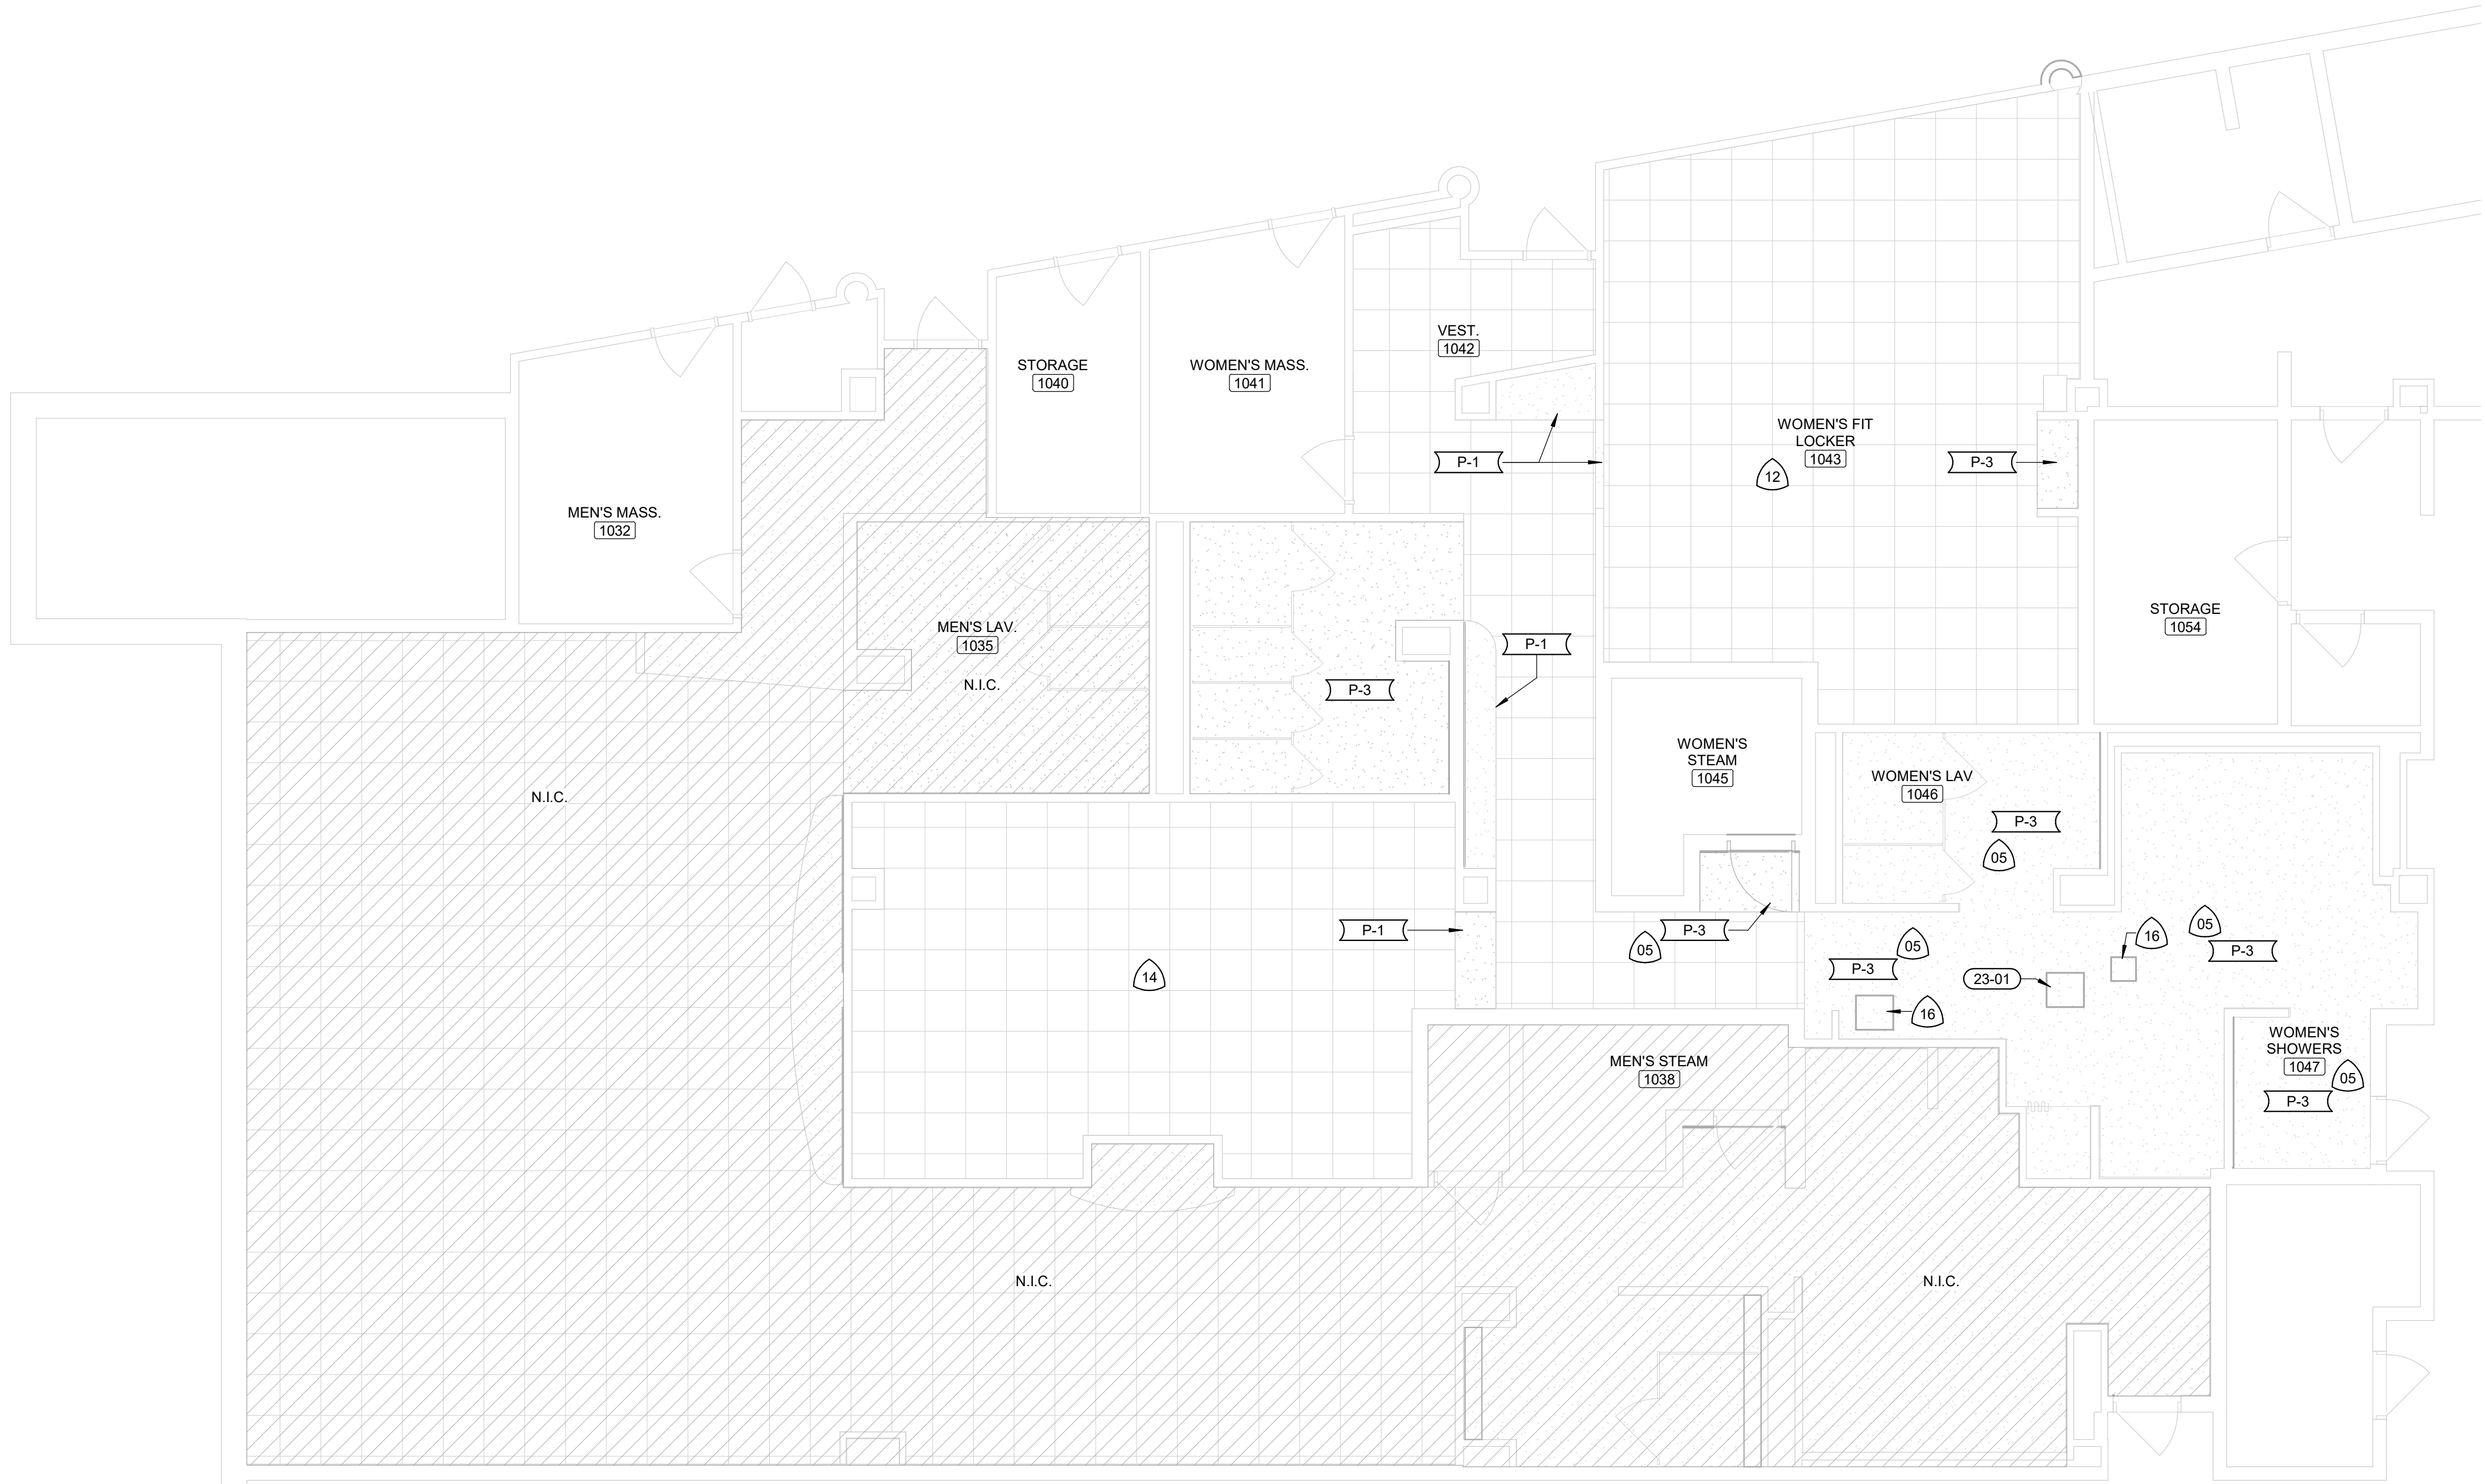 VEST.
1042
STORAGE
1040
WOMEN'S MASS.
1041
WOMEN'S FIT
LOCKER
1043
12
P-1
P-3
MEN'S MASS.
1032
MEN'S LAV.
1035
N.I.C.
P-1
P-3
STORAGE
1054
WOMEN'S
STEAM
1045
WOMEN'S LAV
1046
P-3
05
N.I.C.
P-1
P-3
05
14
05
P-3
16
05
P-3
23-01
16
WOMEN'S
SHOWERS
1047
05
P-3
MEN'S STEAM
1038
N.I.C.
N.I.C.